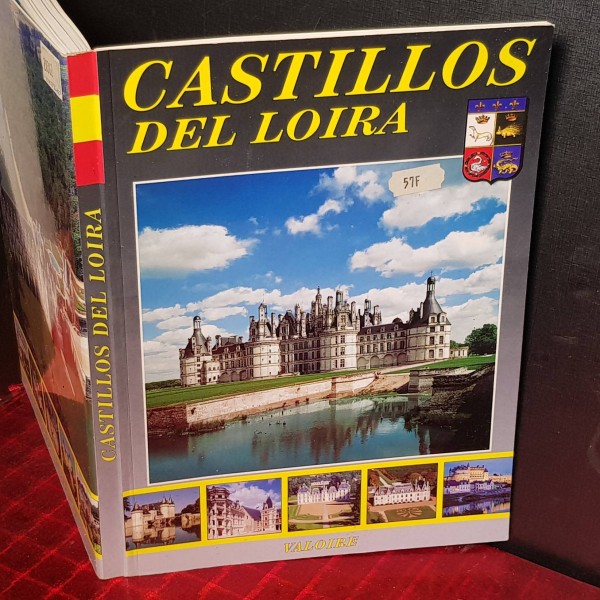 CASTILLOS
DEL LOIRA
57F
VALOIRE
CASTILLOS DEL LOIRA